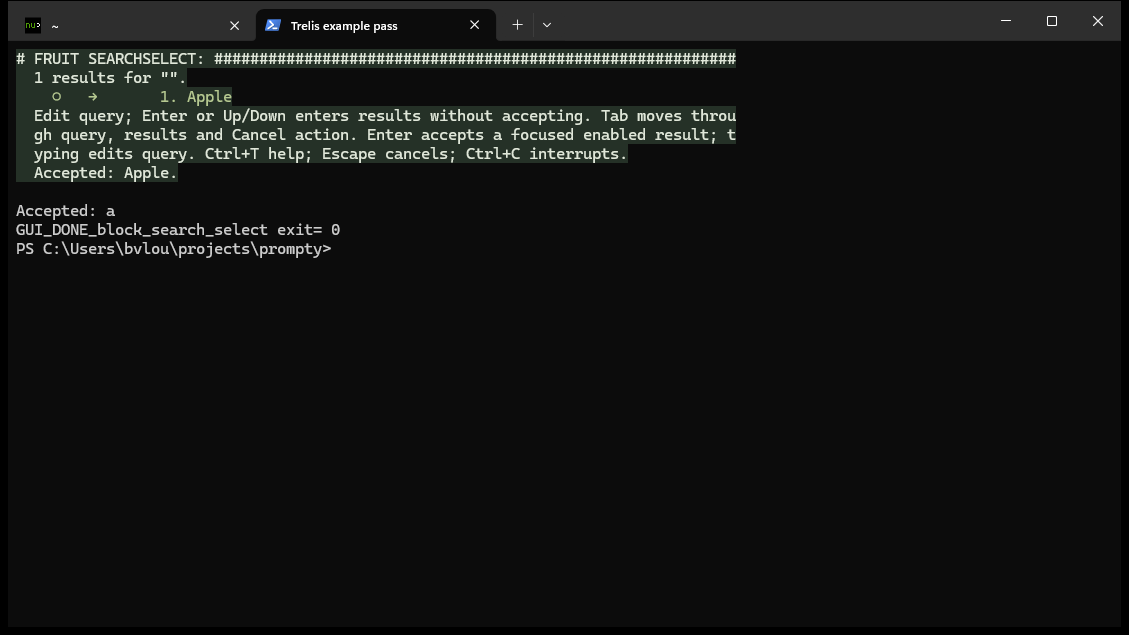 nu> ~
Trelis example pass
# FRUIT SEARCHSELECT: ##########################################################
1 results for "".
○ → 1. Apple
Edit query; Enter or Up/Down enters results without accepting. Tab moves throu
gh query, results and Cancel action. Enter accepts a focused enabled result; t
yping edits query. Ctrl+T help; Escape cancels; Ctrl+C interrupts.
Accepted: Apple.
Accepted: a
GUI_DONE_block_search_select exit= 0
PS C:\Users\bvlou\projects\prompty>